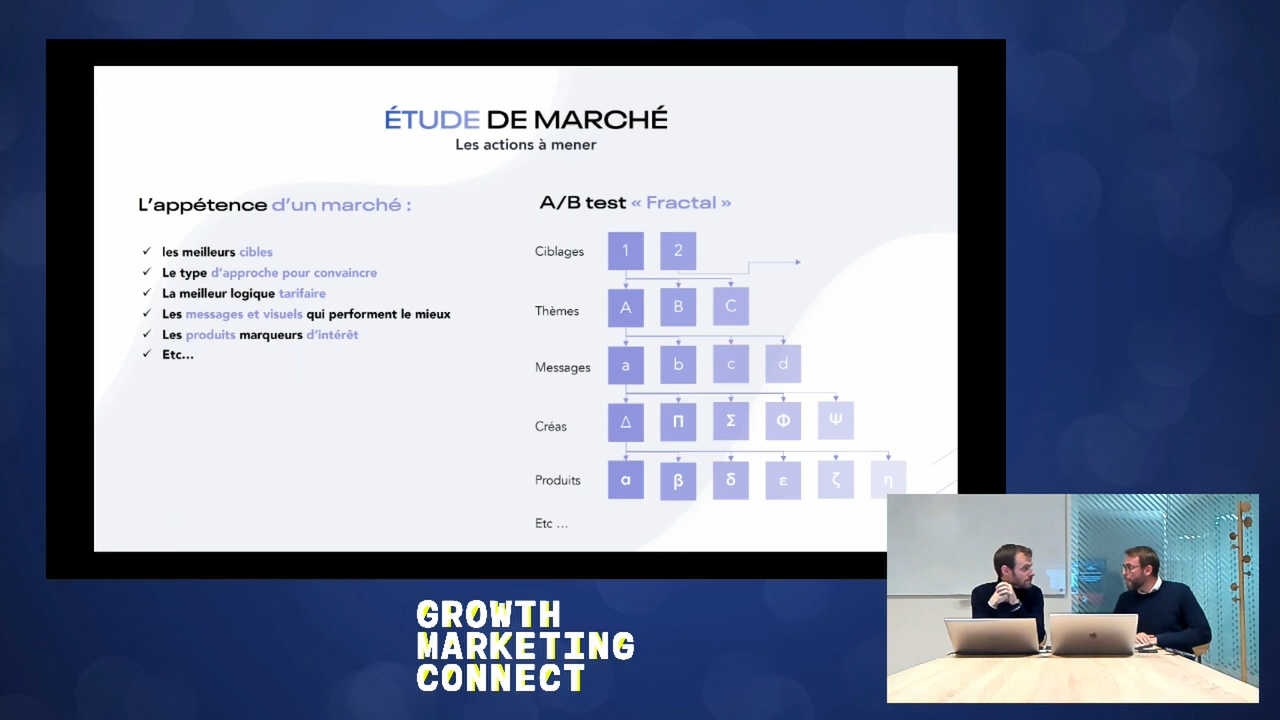 ÉTUDE DE MARCHÉ
Les actions à mener
L'appétence d'un marché :
✓ les meilleurs cibles
✓ Le type d'approche pour convaincre
✓ La meilleur logique tarifaire
✓ Les messages et visuels qui performent le mieux
✓ Les produits marqueurs d'intérêt
✓ Etc...
A/B test « Fractal »
Ciblages 1 2
Thèmes A B C
Messages a b c d
Créas Δ Π Σ Φ Ψ
Produits α β δ ε ζ η
Etc ...
GROWTH
MARKETING
CONNECT